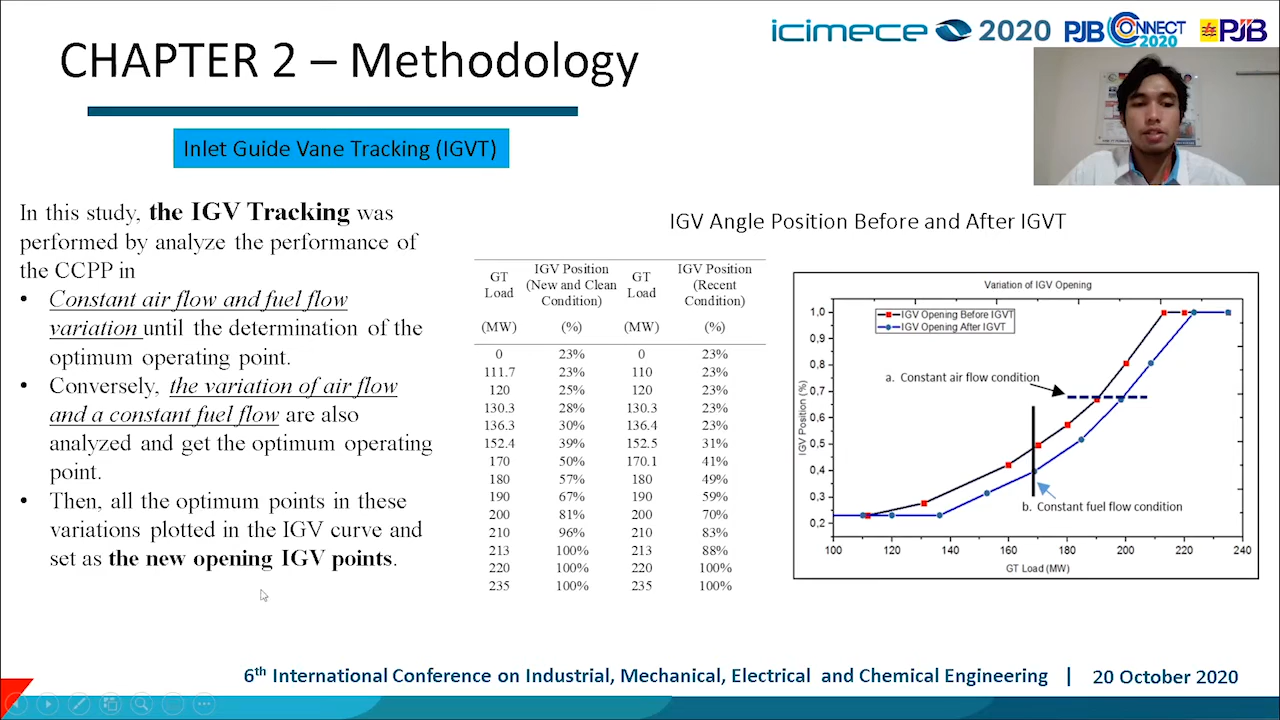 icimece 2020 PJB CONNECT 2020 PJB
CHAPTER 2 – Methodology
Inlet Guide Vane Tracking (IGVT)
In this study, the IGV Tracking was
performed by analyze the performance of
the CCPP in
• Constant air flow and fuel flow
variation until the determination of the
optimum operating point.
• Conversely, the variation of air flow
and a constant fuel flow are also
analyzed and get the optimum operating
point.
• Then, all the optimum points in these
variations plotted in the IGV curve and
set as the new opening IGV points.
IGV Angle Position Before and After IGVT
GT Load IGV Position (New and Clean Condition) GT Load IGV Position (Recent Condition)
(MW) (%) (MW) (%)
0 23% 0 23%
111.7 23% 110 23%
120 25% 120 23%
130.3 28% 130.3 23%
136.3 30% 136.4 23%
152.4 39% 152.5 31%
170 50% 170.1 41%
180 57% 180 49%
190 67% 190 59%
200 81% 200 70%
210 96% 210 83%
213 100% 213 88%
220 100% 220 100%
235 100% 235 100%
Variation of IGV Opening
IGV Opening Before IGVT
IGV Opening After IGVT
a. Constant air flow condition
b. Constant fuel flow condition
IGV Position (%)
1,0
0,9
0,8
0,7
0,6
0,5
0,4
0,3
0,2
100 120 140 160 180 200 220 240
GT Load (MW)
6th International Conference on Industrial, Mechanical, Electrical and Chemical Engineering | 20 October 2020